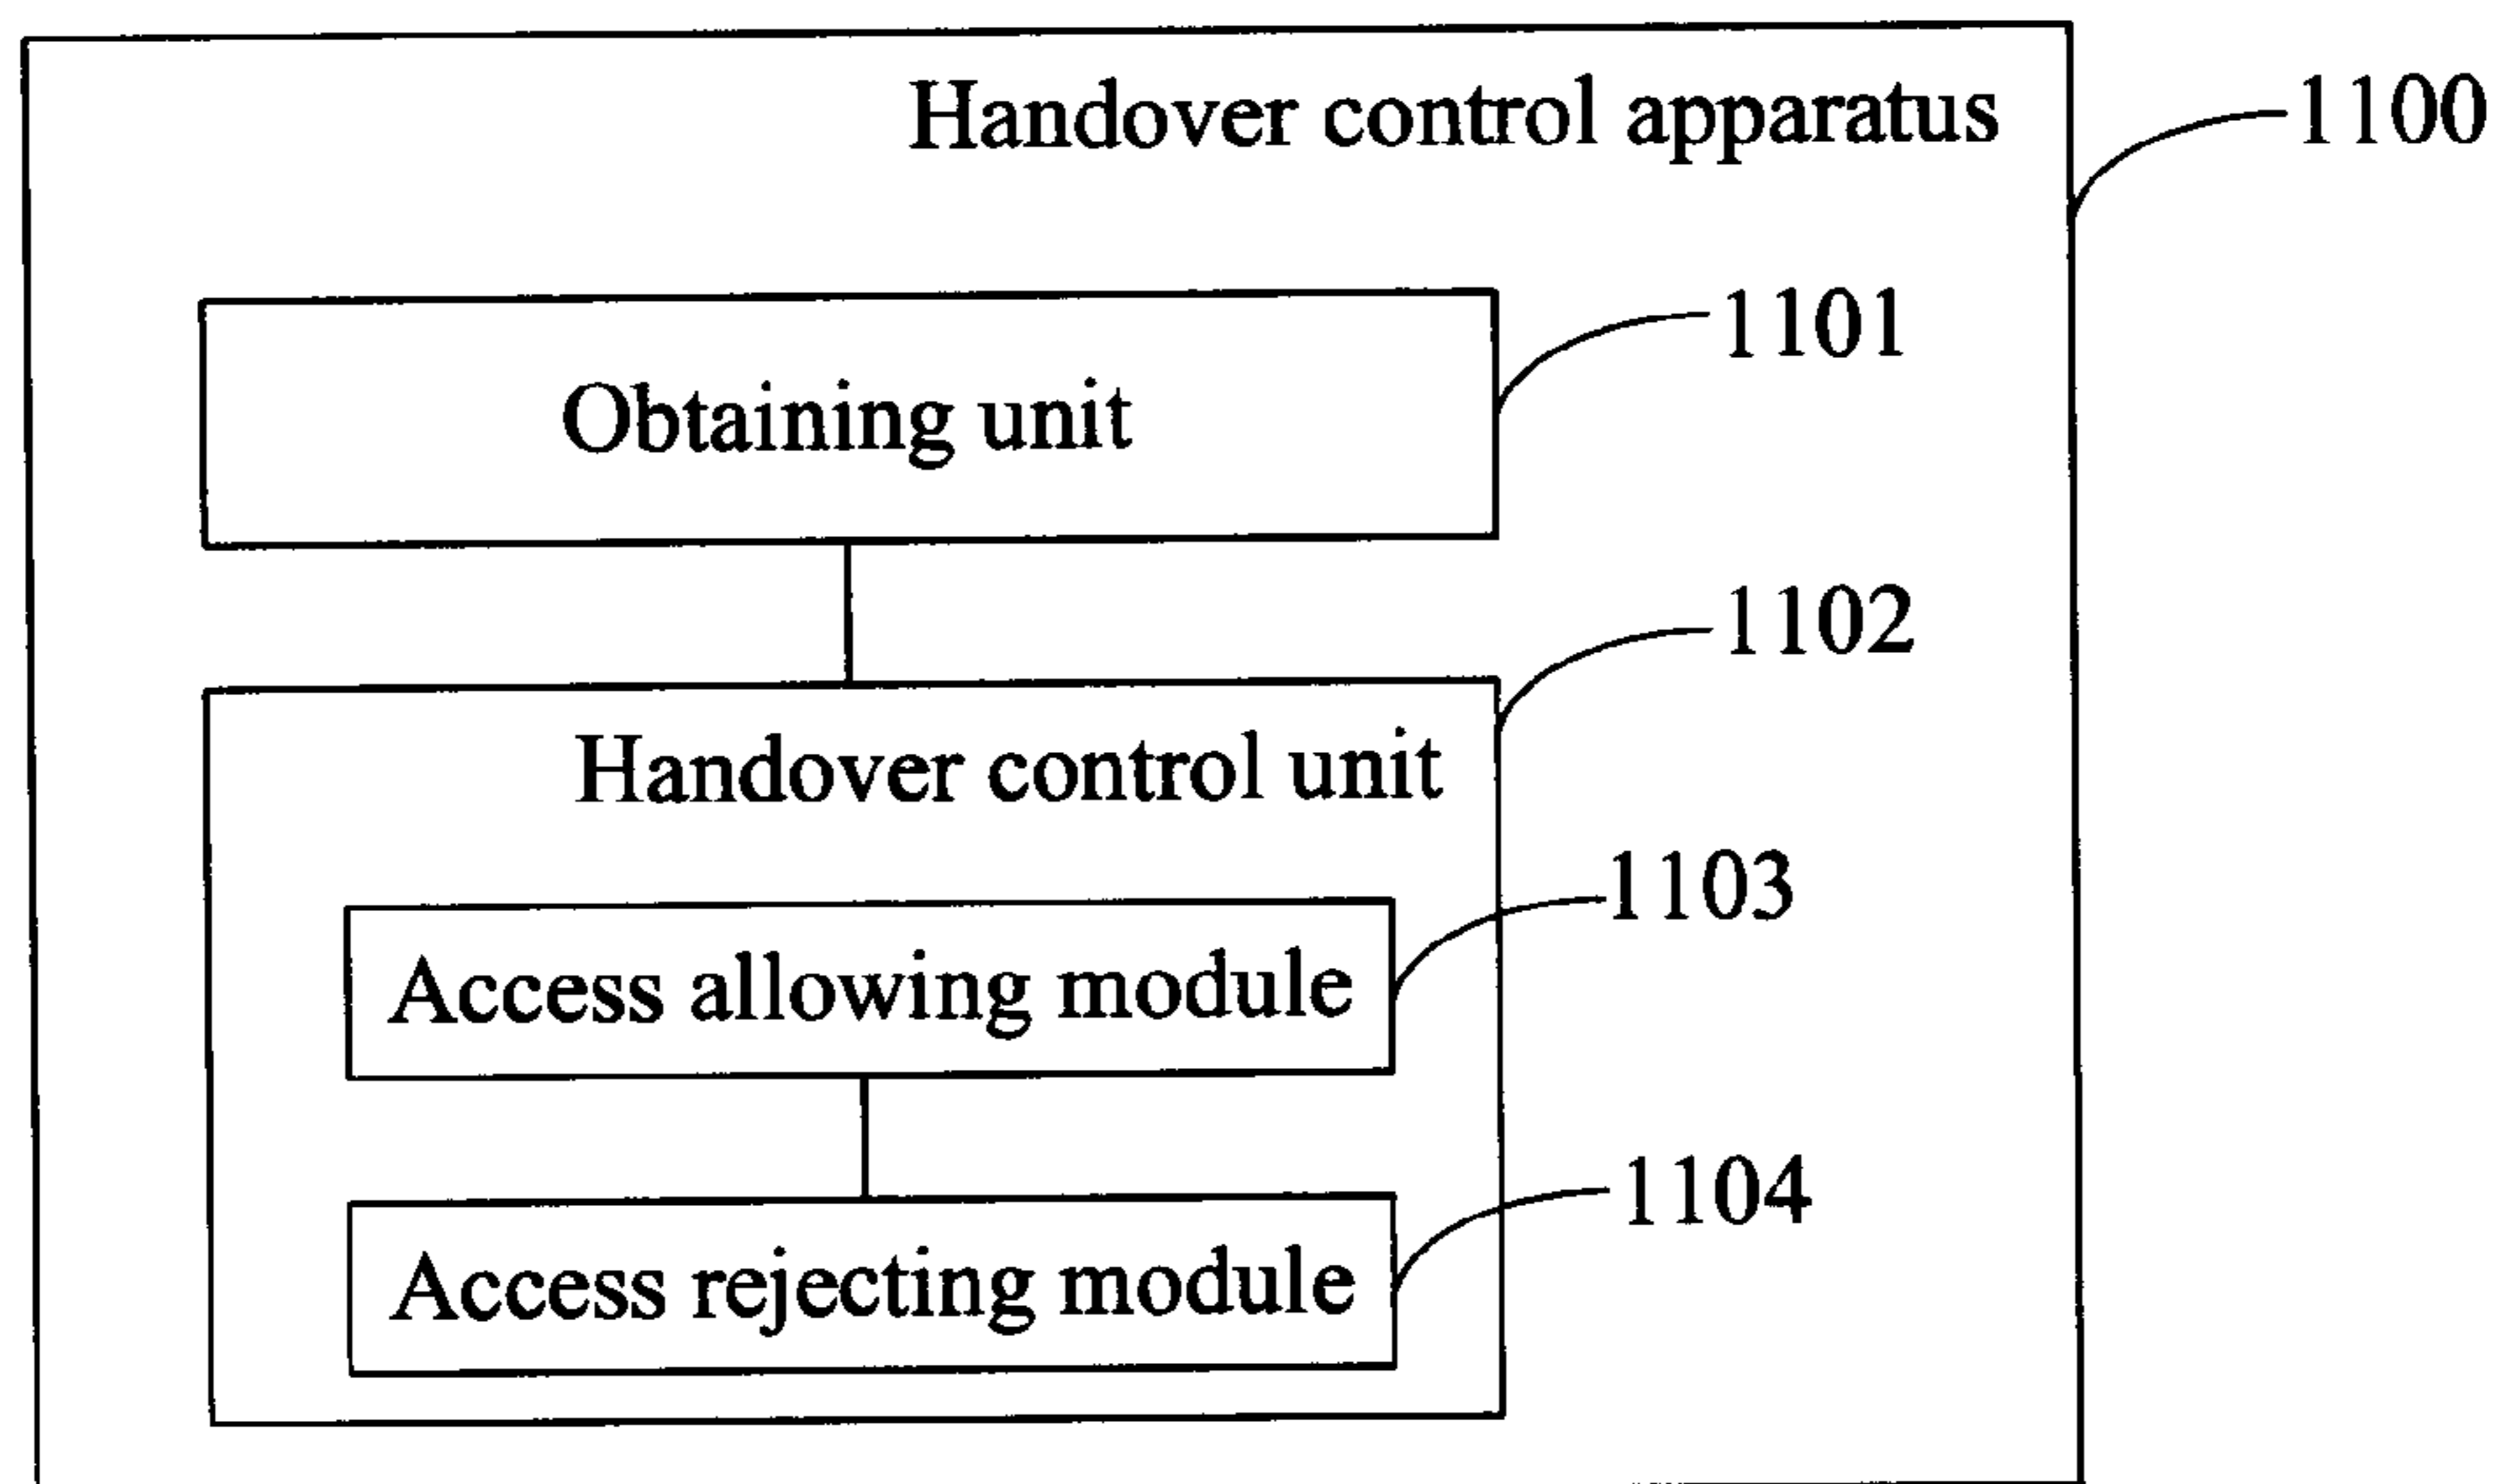 Handover control apparatus
1100
1101
Obtaining unit
1102
Handover control unit
1103
Access allowing module
1104
Access rejecting module